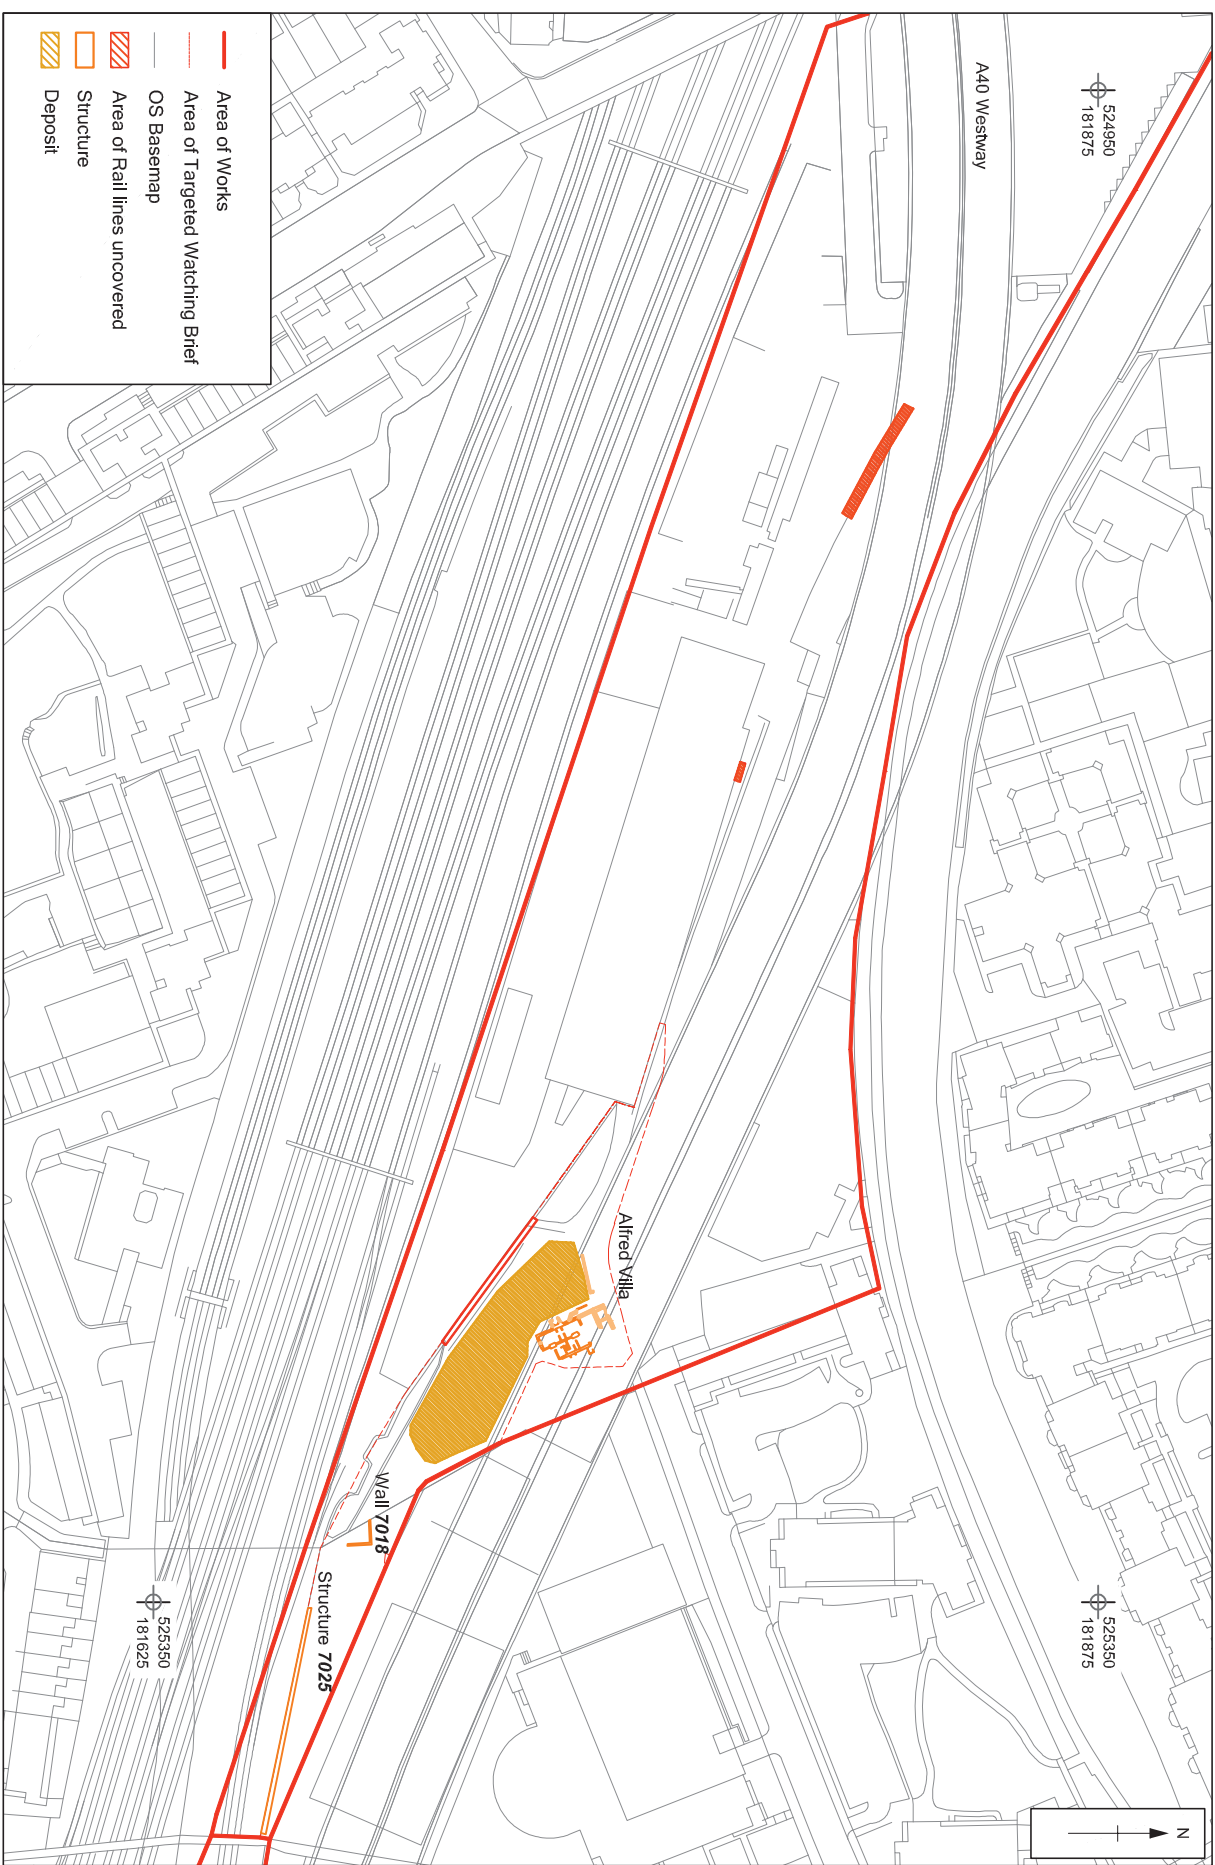 A40 Westway
524950
181875
525350
181875
N
Alfred Villa
Wall 7018
Structure 7025
525350
181625
Area of Works
Area of Targeted Watching Brief
OS Basemap
Area of Rail lines uncovered
Structure
Deposit